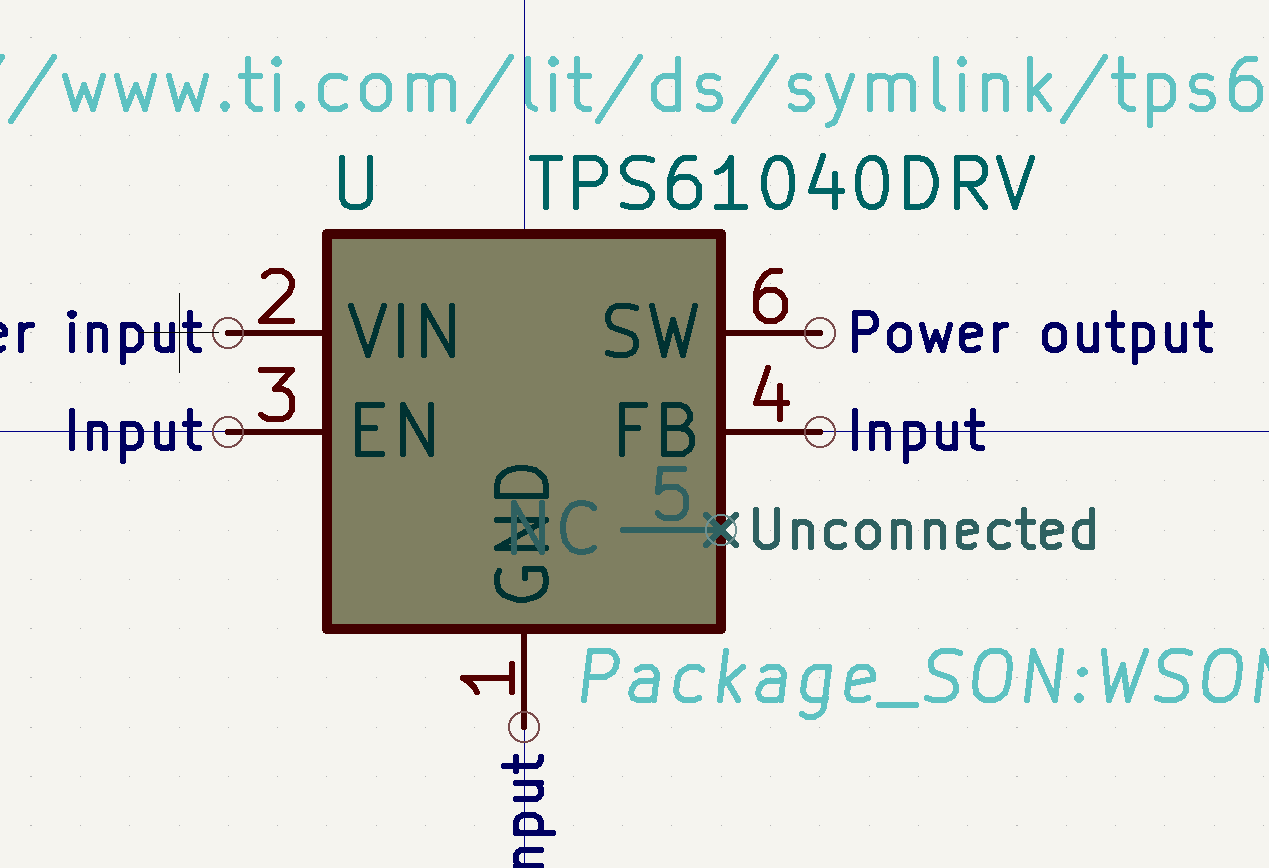 //www.ti.com/lit/ds/symlink/tps6
U TPS61040DRV
2 6
er input VIN SW Power output
3 4
Input EN FB Input
GND
NC 5 Unconnected
1
Package_SON:WSON
nput